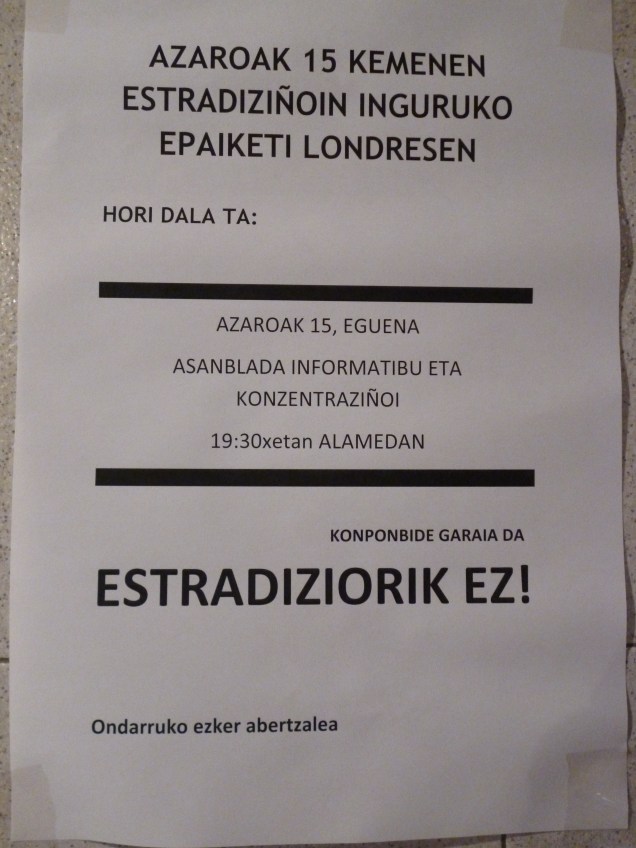 AZAROAK 15 KEMENEN
ESTRADIZIÑOIN INGURUKO
EPAIKETI LONDRESEN
HORI DALA TA:
AZAROAK 15, EGUENA
ASANBLADA INFORMATIBU ETA
KONZENTRAZIÑOI
19:30xetan ALAMEDAN
KONPONBIDE GARAIA DA
ESTRADIZIORIK EZ!
Ondarruko ezker abertzalea